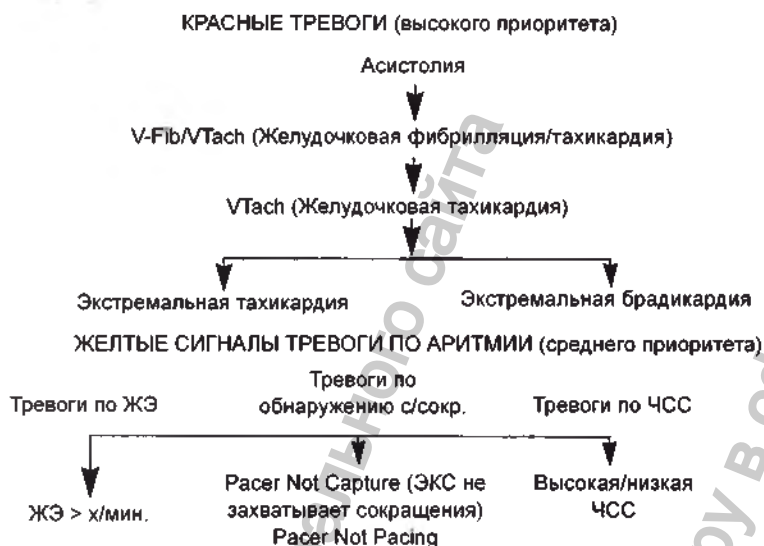 КРАСНЫЕ ТРЕВОГИ (высокого приоритета)
Асистолия
V-Fib/VTach (Желудочковая фибрилляция/тахикардия)
VTach (Желудочковая тахикардия)
Экстремальная тахикардия
Экстремальная брадикардия
ЖЕЛТЫЕ СИГНАЛЫ ТРЕВОГИ ПО АРИТМИИ (среднего приоритета)
Тревоги по ЖЭ
Тревоги по
обнаружению с/сокр.
Тревоги по ЧСС
ЖЭ > х/мин.
Pacer Not Capture (ЭКС не
захватывает сокращения)
Pacer Not Pacing
Высокая/низкая
ЧСС
сайта